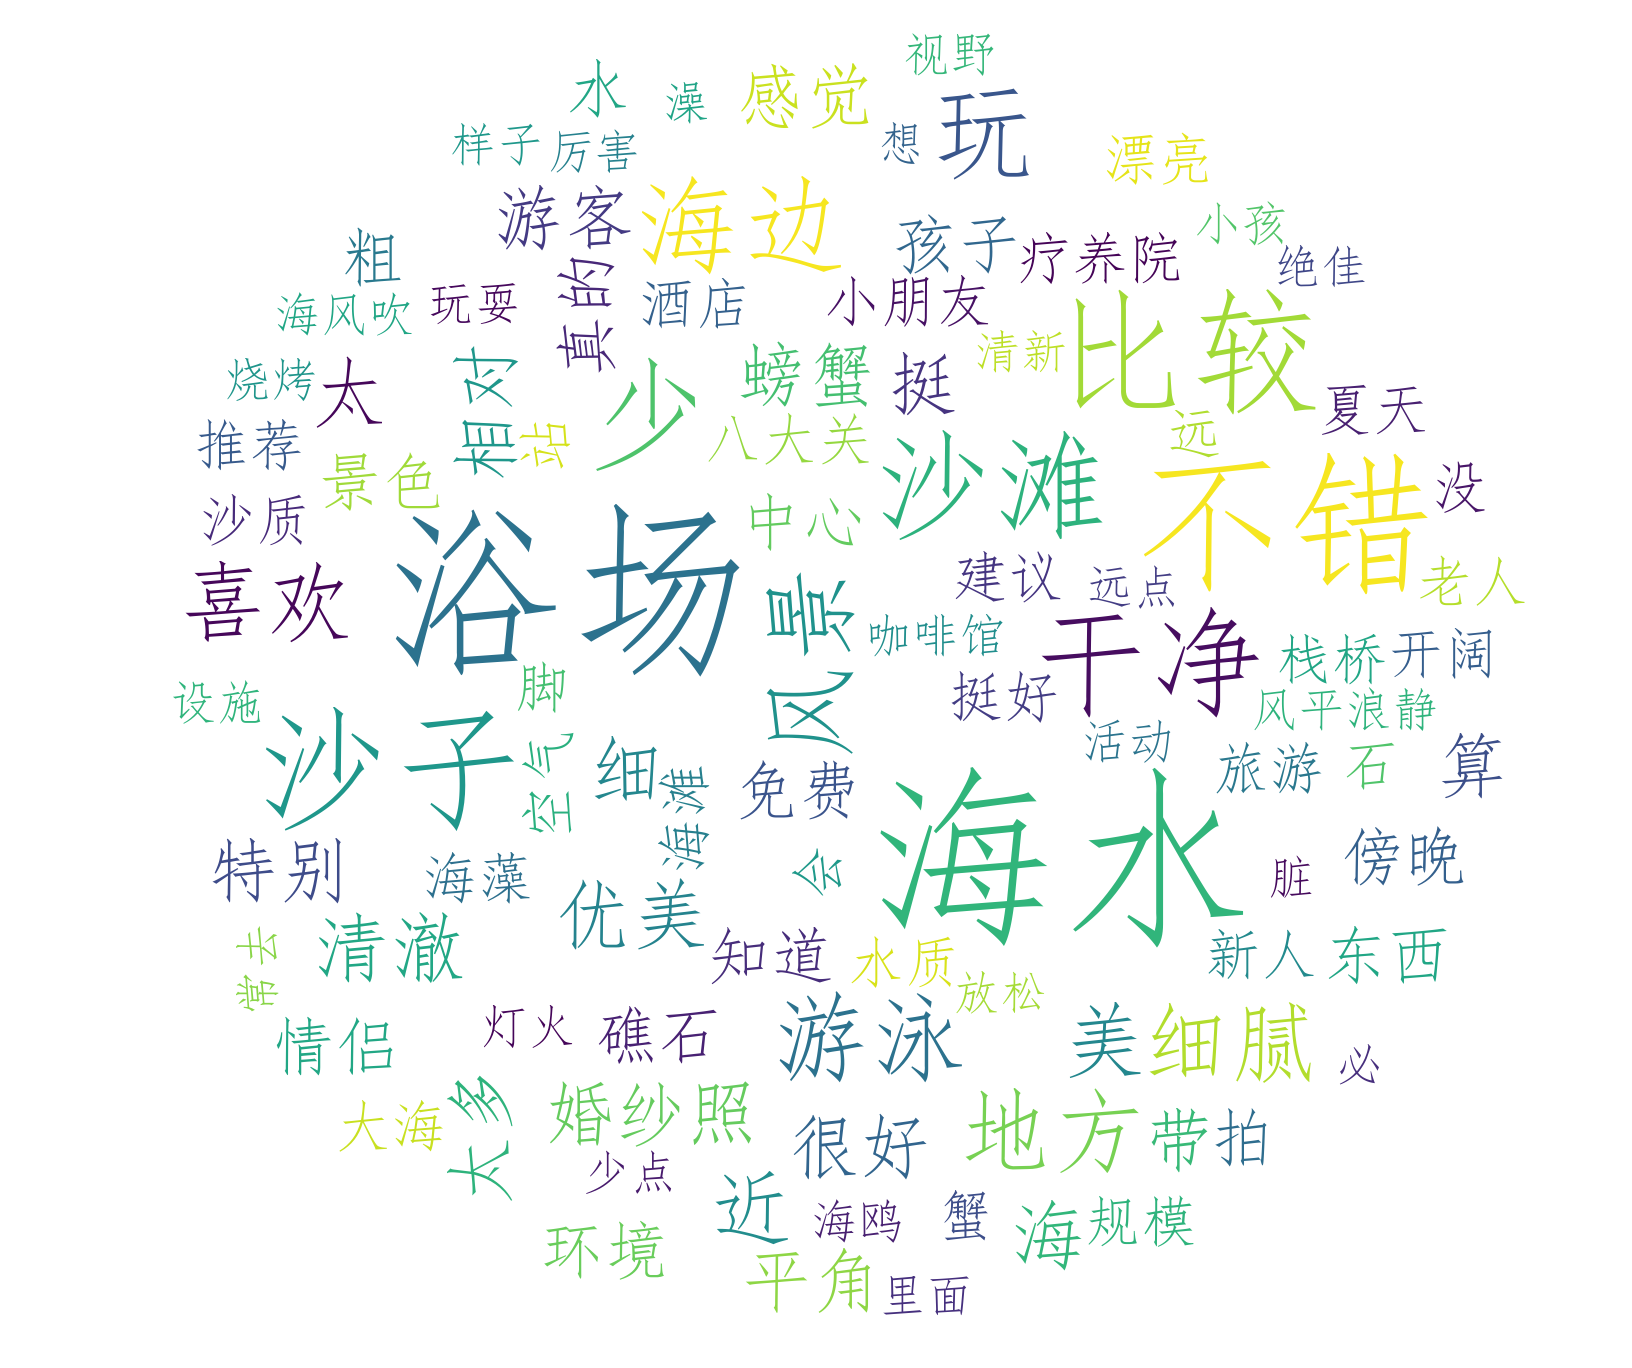 视野
水
澡
感觉
玩
想
样子
厉害
漂亮
游客
海边
孩子
小孩
粗
真的
疗养院
绝佳
海风吹
玩耍
酒店
小朋友
比较
烧烤
太
相对
少
螃蟹
挺
清新
夏天
推荐
站
八大关
远
景色
沙滩
不错
没
沙质
浴场
中心
喜欢
风景
建议
远点
老人
咖啡馆
干净
栈桥
开阔
设施
脚
挺好
风平浪静
沙子
空气
细
海滩
免费
活动
旅游
石
算
海水
特别
海藻
会
脏
傍晚
优美
清澈
常去
知道
水质
新人
东西
放松
情侣
灯火
礁石
游泳
美
细腻
必
大海
太多
婚纱照
很好
地方
带
拍
少点
近
海鸥
蟹
海
规模
环境
平角
里面